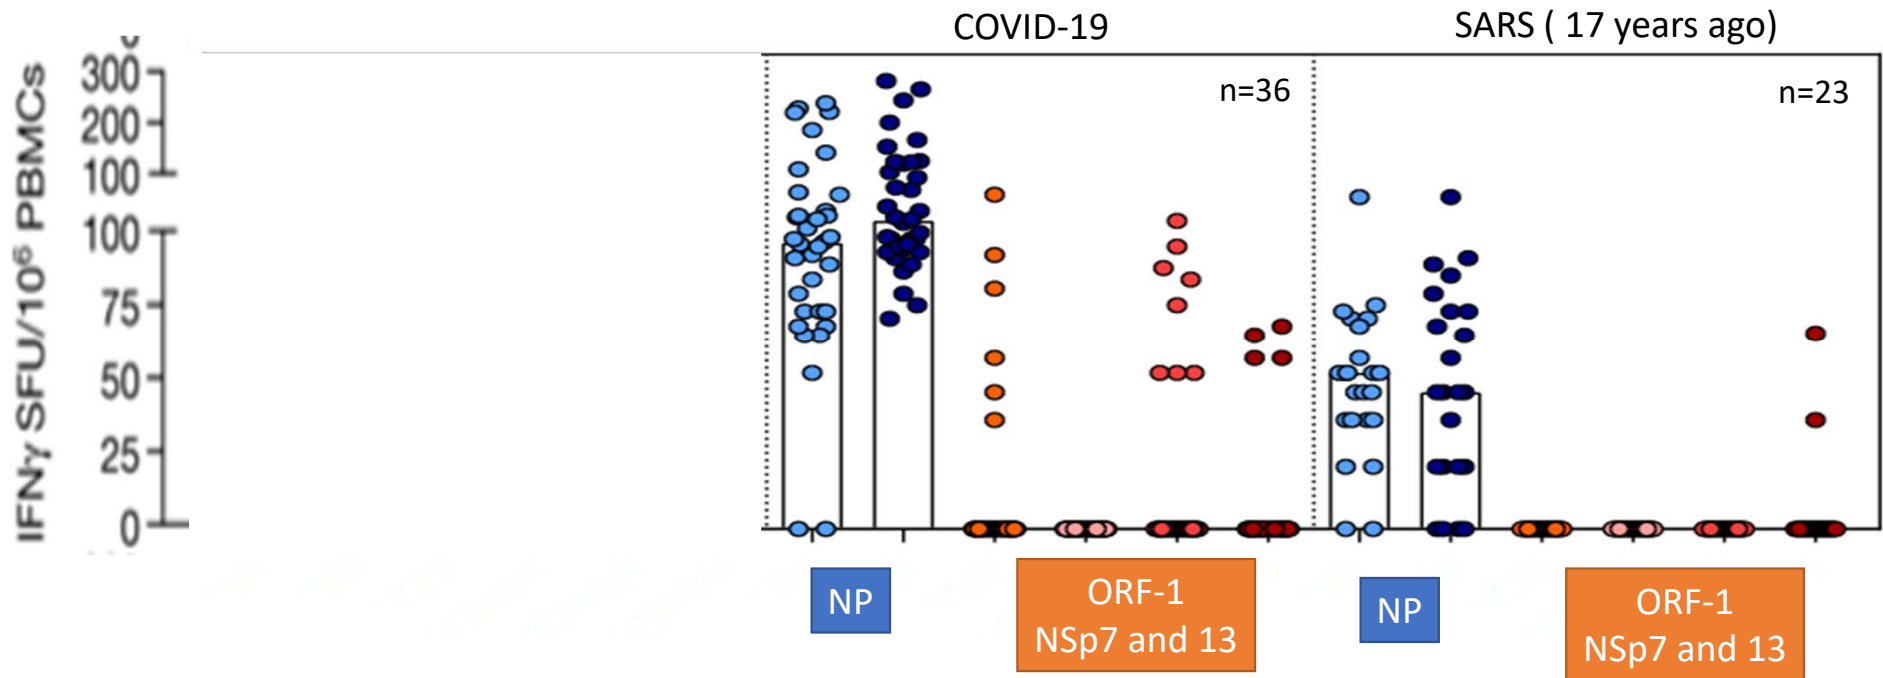 COVID-19
SARS ( 17 years ago)
n=36
n=23
IFNγ SFU/10⁶ PBMCs
300
200
100
100
75
50
25
0
NP
ORF-1
NSp7 and 13
NP
ORF-1
NSp7 and 13